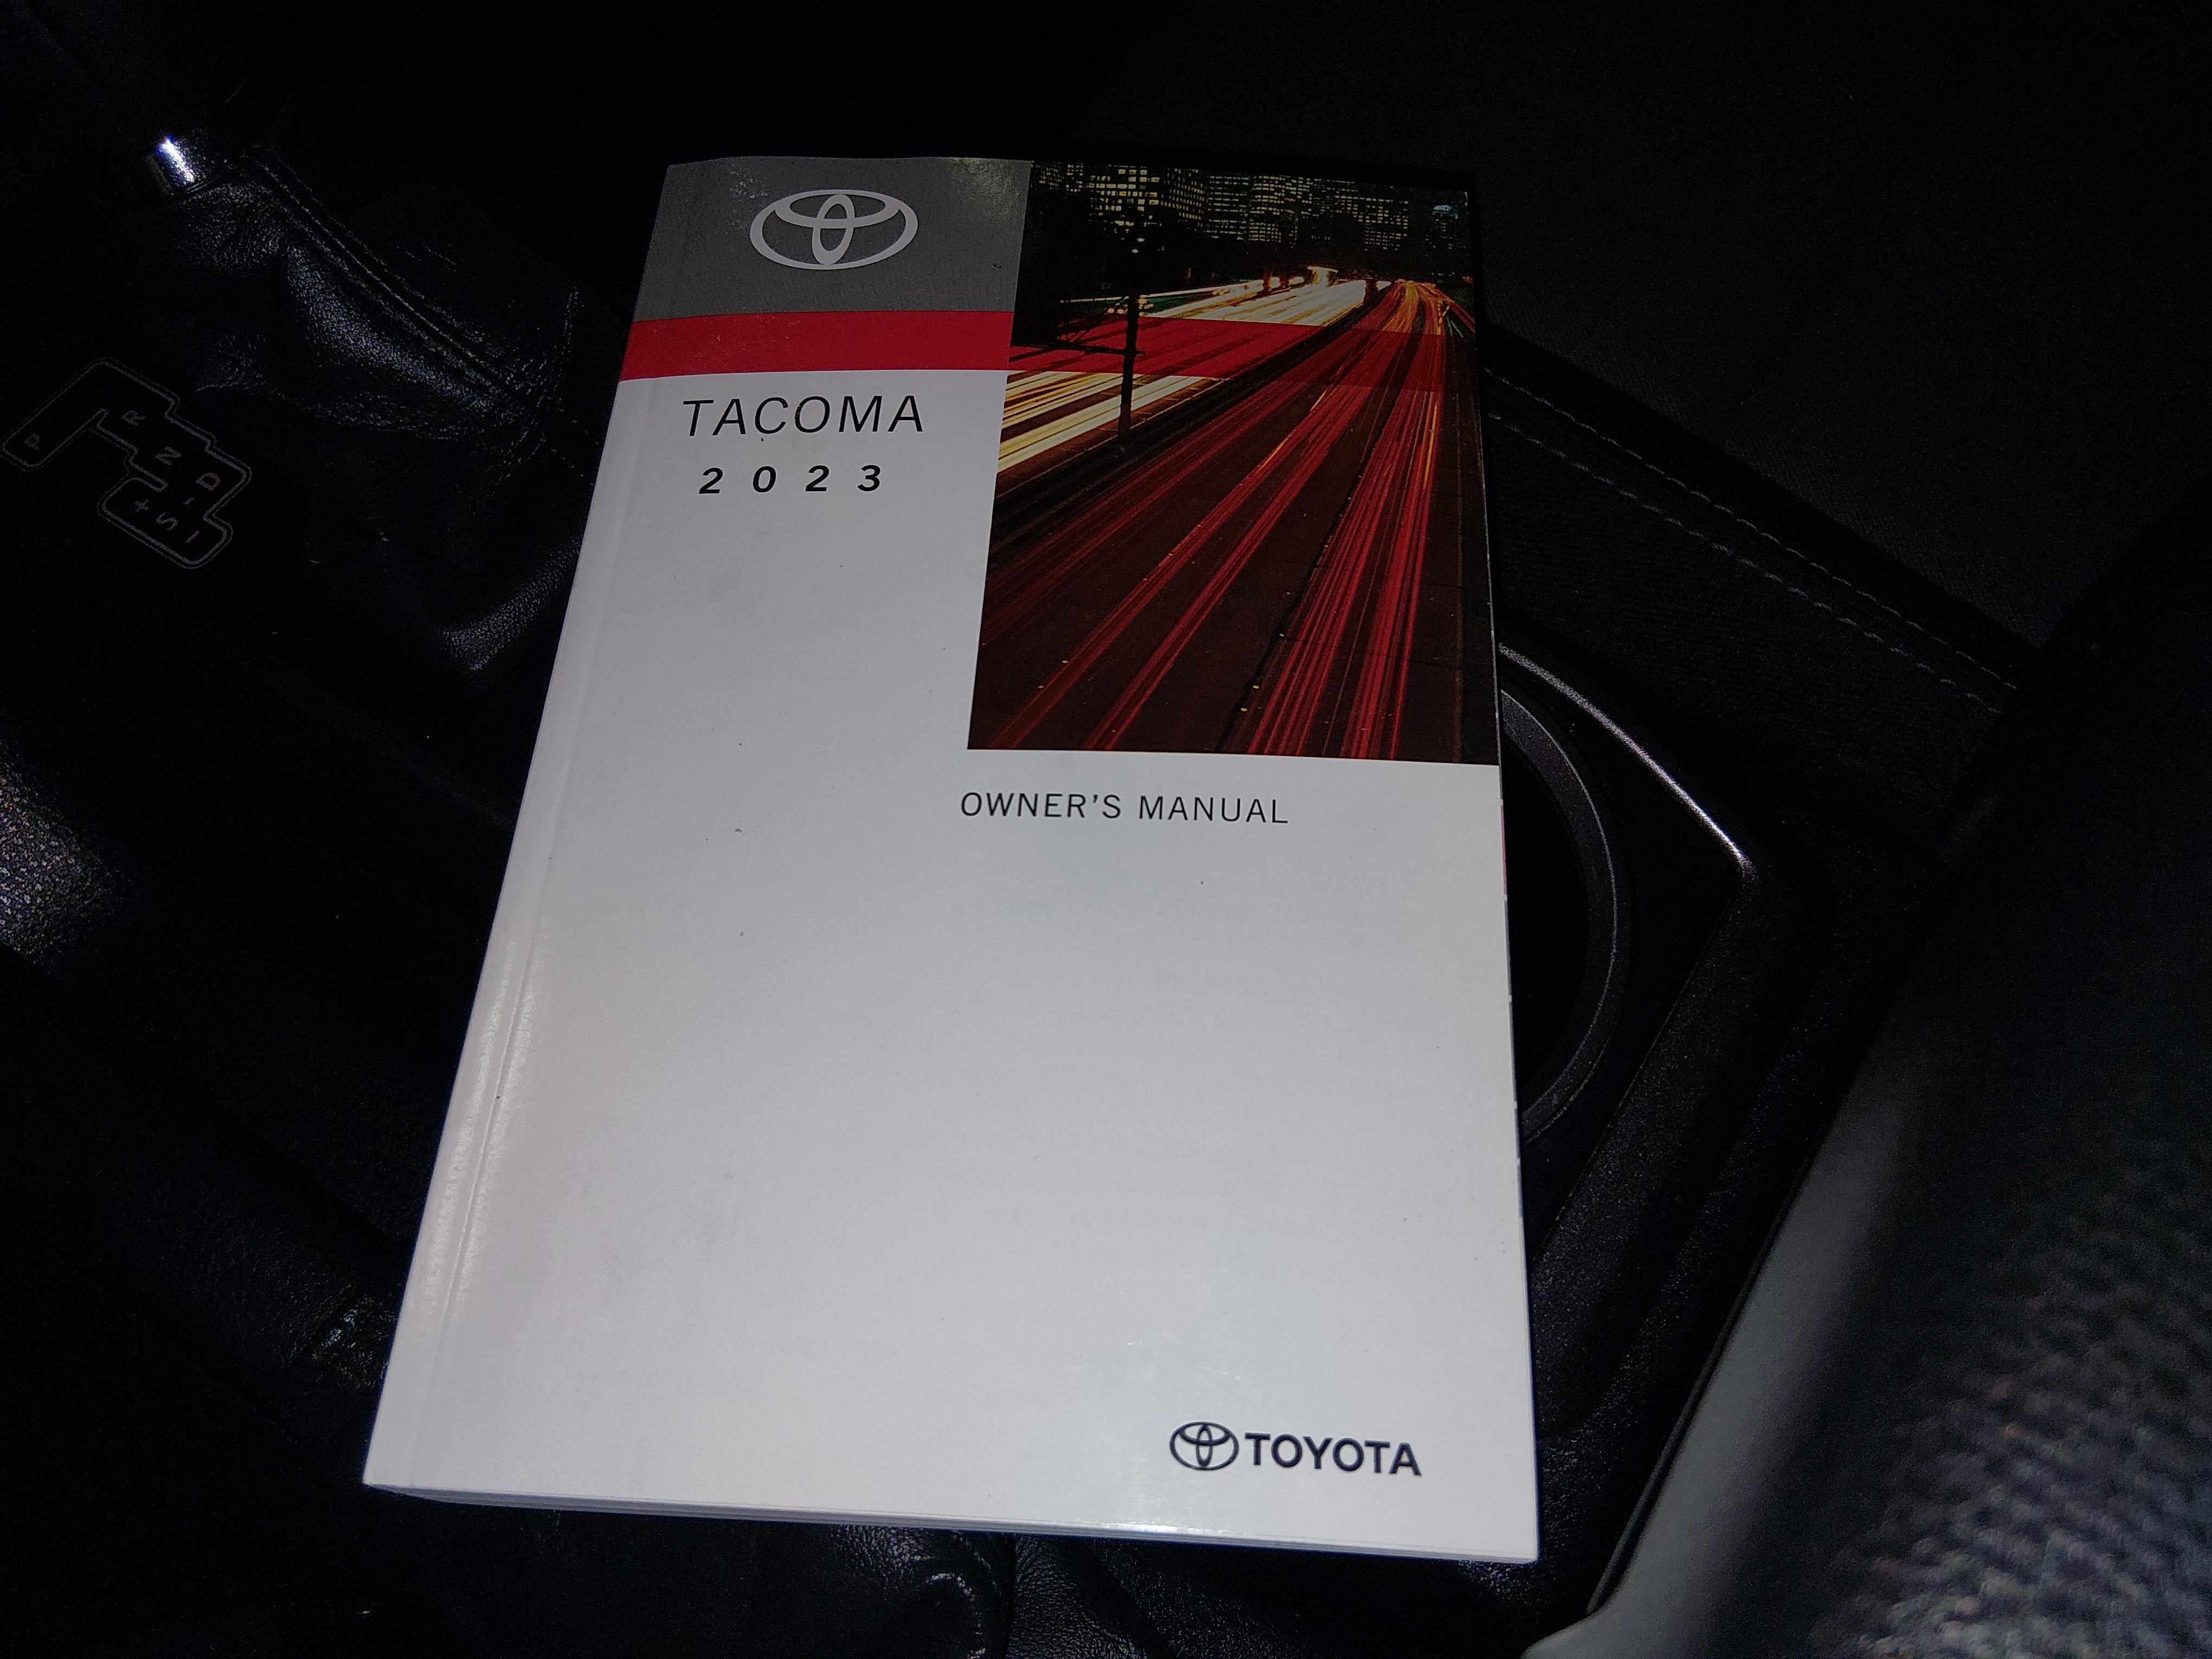 TACOMA
2023
OWNER'S MANUAL
TOYOTA
P
R
N
D
+
S
–